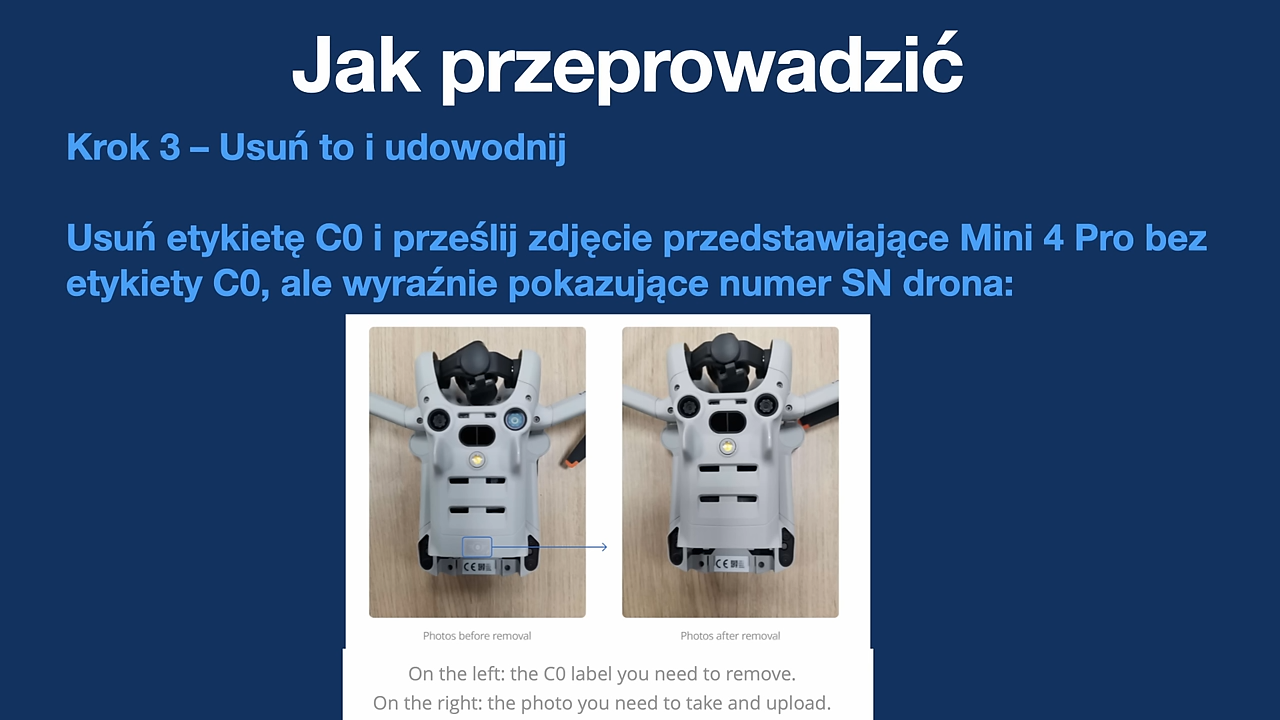 Jak przeprowadzić
Krok 3 – Usuń to i udowodnij
Usuń etykietę C0 i prześlij zdjęcie przedstawiające Mini 4 Pro bez
etykiety C0, ale wyraźnie pokazujące numer SN drona:
CE
CE
Photos before removal
Photos after removal
On the left: the C0 label you need to remove.
On the right: the photo you need to take and upload.